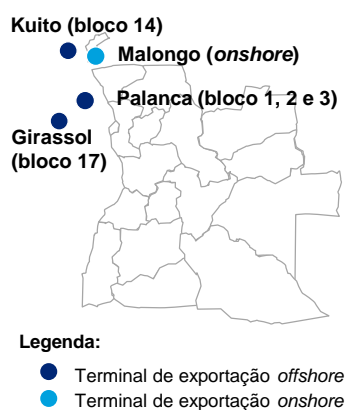 Kuito (bloco 14)
Malongo (onshore)
Palanca (bloco 1, 2 e 3)
Girassol
(bloco 17)
Legenda:
Terminal de exportação offshore
Terminal de exportação onshore